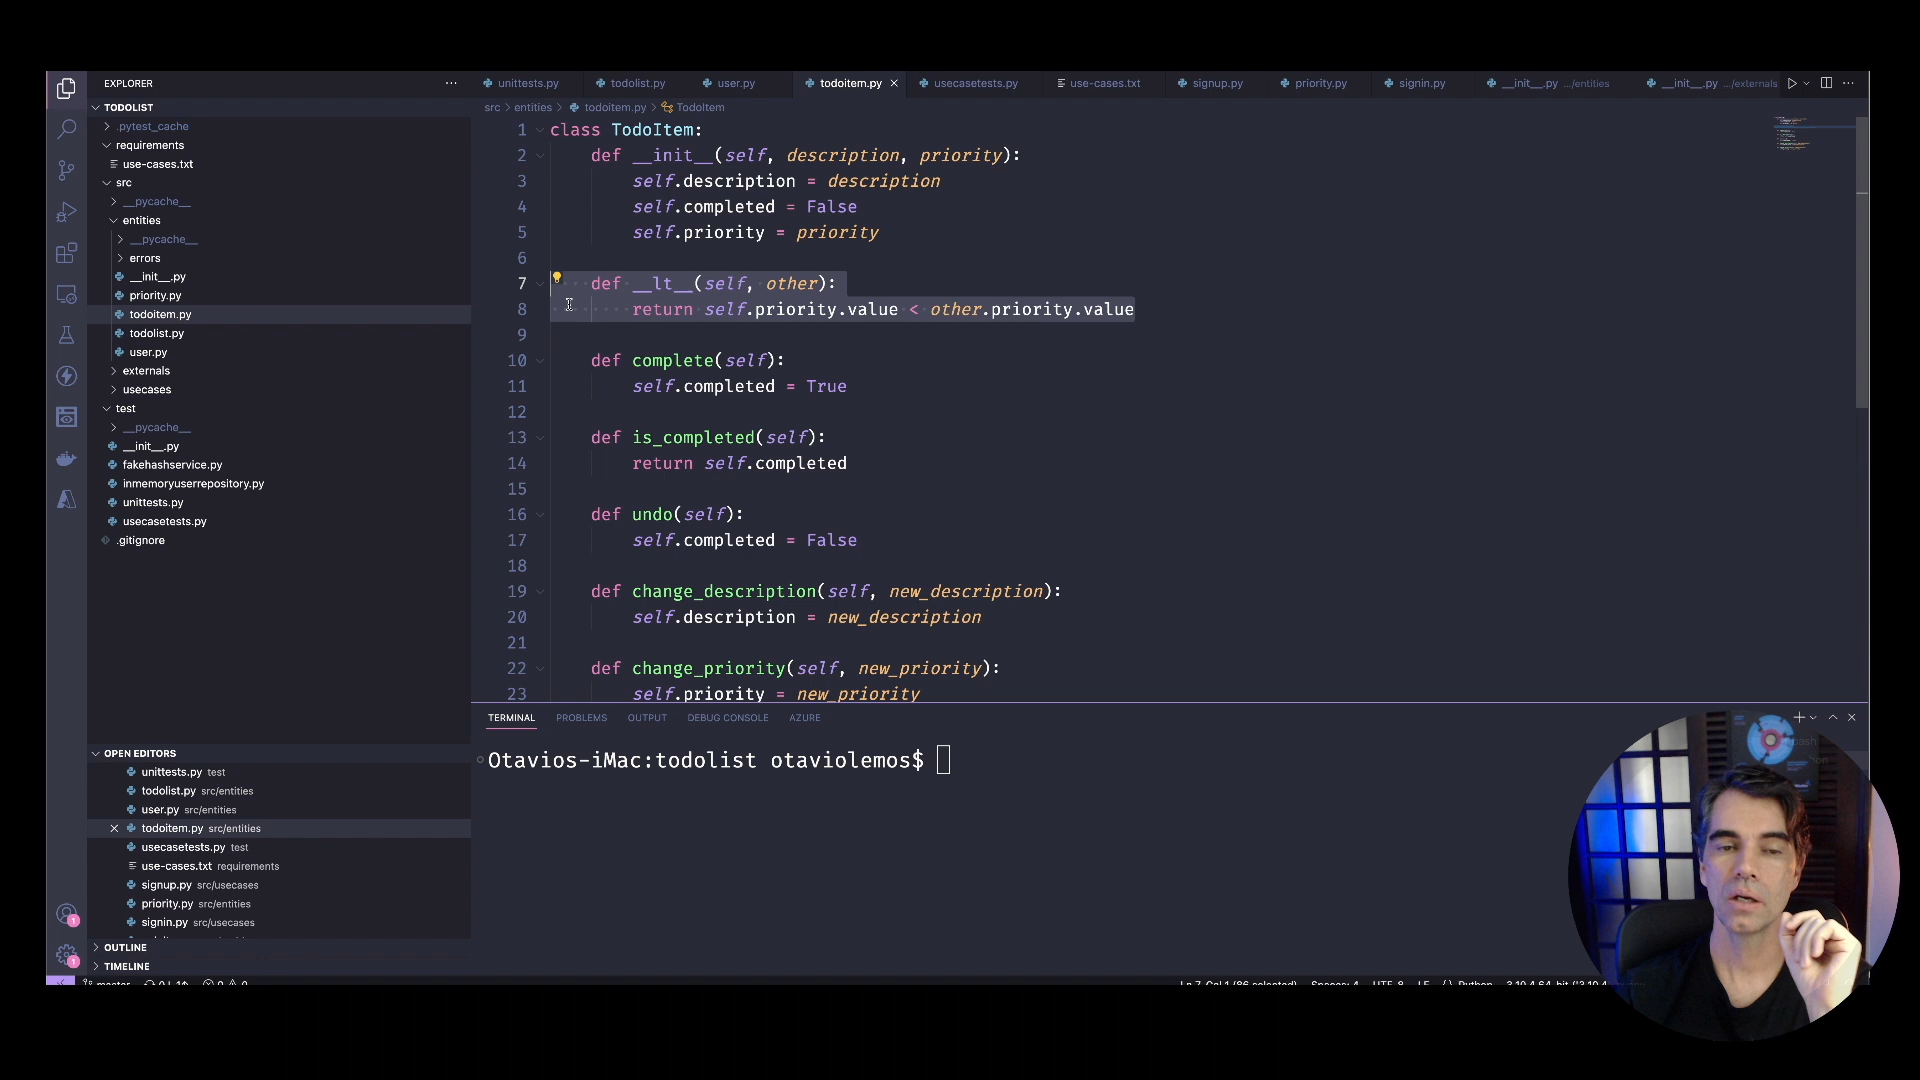 EXPLORER
TODOLIST
.pytest_cache
requirements
use-cases.txt
src
__pycache__
entities
__pycache__
errors
__init__.py
priority.py
todoitem.py
todolist.py
user.py
externals
usecases
test
__pycache__
__init__.py
fakehashservice.py
inmemoryuserrepository.py
unittests.py
usecasetests.py
.gitignore
OPEN EDITORS
unittests.py test
todolist.py src/entities
user.py src/entities
todoitem.py src/entities
usecasetests.py test
use-cases.txt requirements
signup.py src/usecases
priority.py src/entities
signin.py src/usecases
OUTLINE
TIMELINE
1
1
unittests.py todolist.py user.py todoitem.py usecasetests.py use-cases.txt signup.py priority.py signin.py __init__.py .../entities __init__.py .../externals
src > entities > todoitem.py > TodoItem
1 class TodoItem:
2 def __init__(self, description, priority):
3 self.description = description
4 self.completed = False
5 self.priority = priority
6
7 def __lt__(self, other):
8 return self.priority.value < other.priority.value
9
10 def complete(self):
11 self.completed = True
12
13 def is_completed(self):
14 return self.completed
15
16 def undo(self):
17 self.completed = False
18
19 def change_description(self, new_description):
20 self.description = new_description
21
22 def change_priority(self, new_priority):
23 self.priority = new_priority
TERMINAL PROBLEMS OUTPUT DEBUG CONSOLE AZURE
Otavios-iMac:todolist otaviolemos$